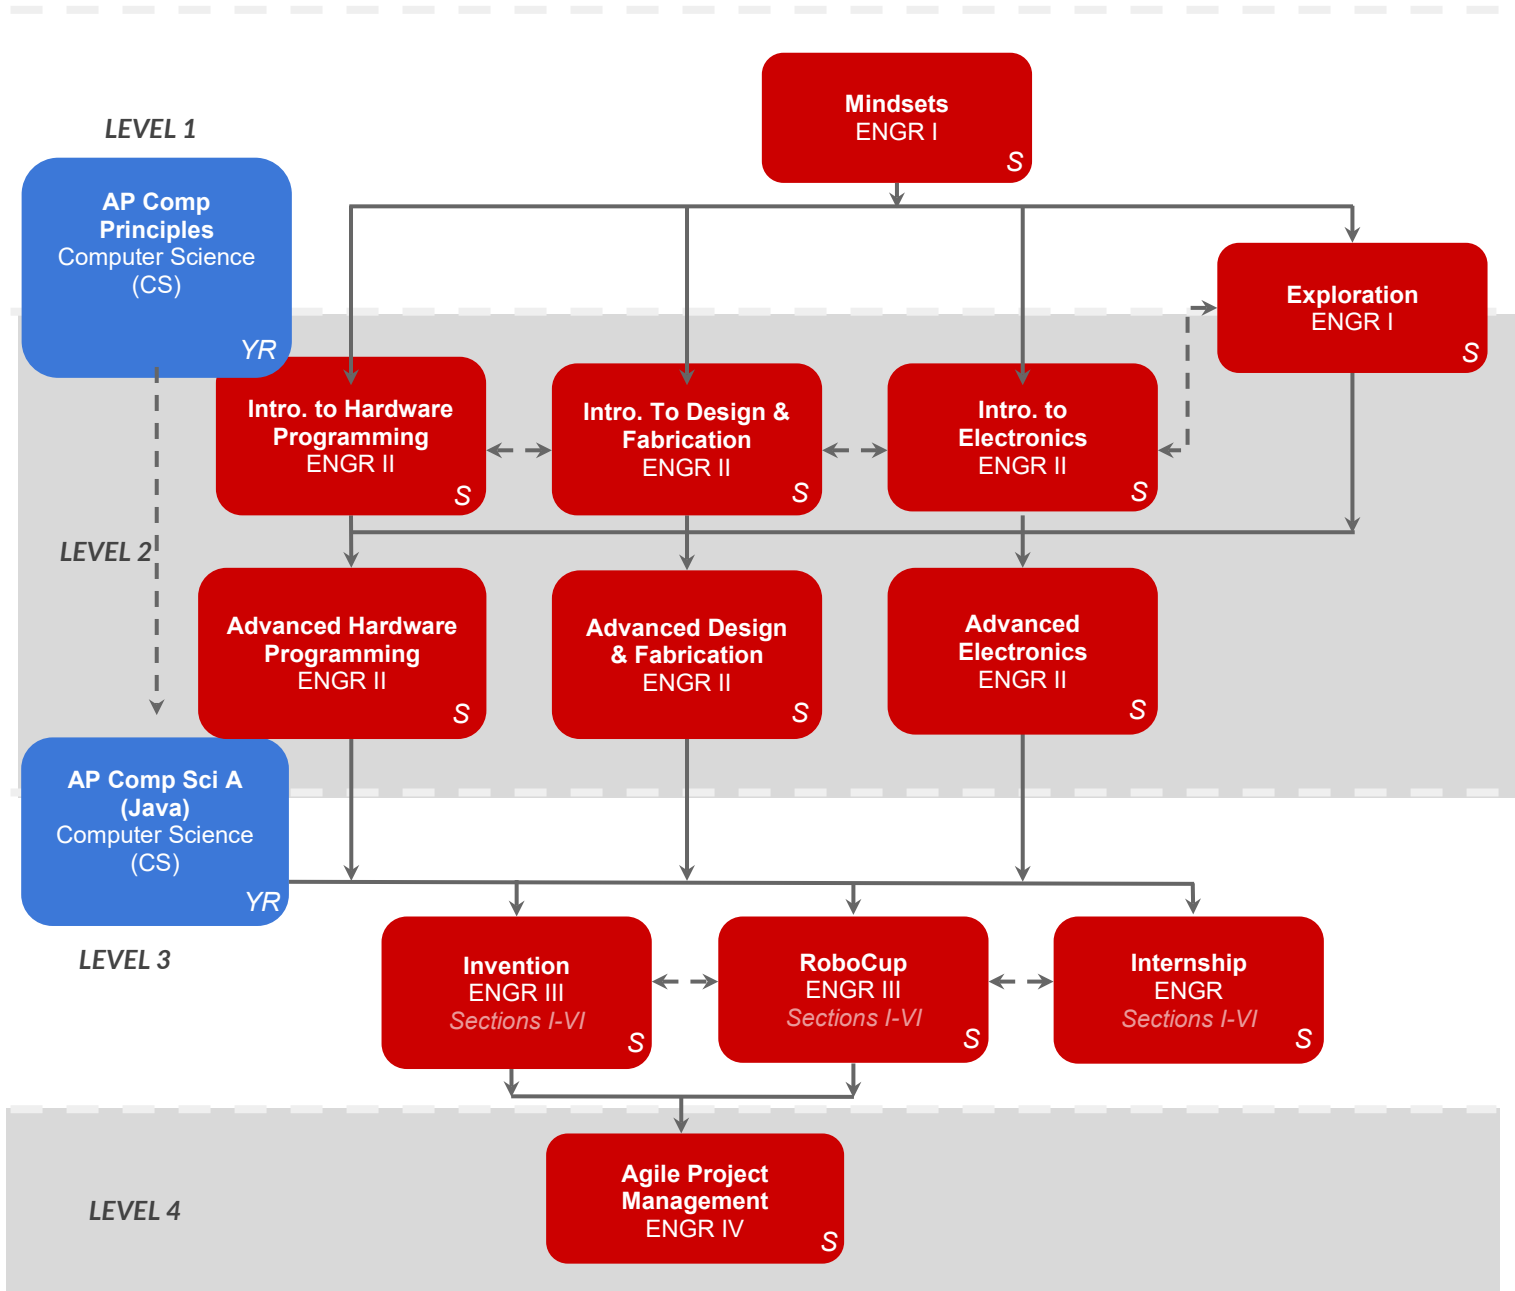 Mindsets
ENGR I
S
LEVEL 1
AP Comp
Principles
Computer Science
(CS)
YR
Exploration
ENGR I
S
Intro. to Hardware
Programming
ENGR II
S
Intro. To Design &
Fabrication
ENGR II
S
Intro. to
Electronics
ENGR II
S
LEVEL 2
Advanced Hardware
Programming
ENGR II
S
Advanced Design
& Fabrication
ENGR II
S
Advanced
Electronics
ENGR II
S
AP Comp Sci A
(Java)
Computer Science
(CS)
YR
LEVEL 3
Invention
ENGR III
Sections I-VI
S
RoboCup
ENGR III
Sections I-VI
S
Internship
ENGR
Sections I-VI
S
Agile Project
Management
ENGR IV
S
LEVEL 4